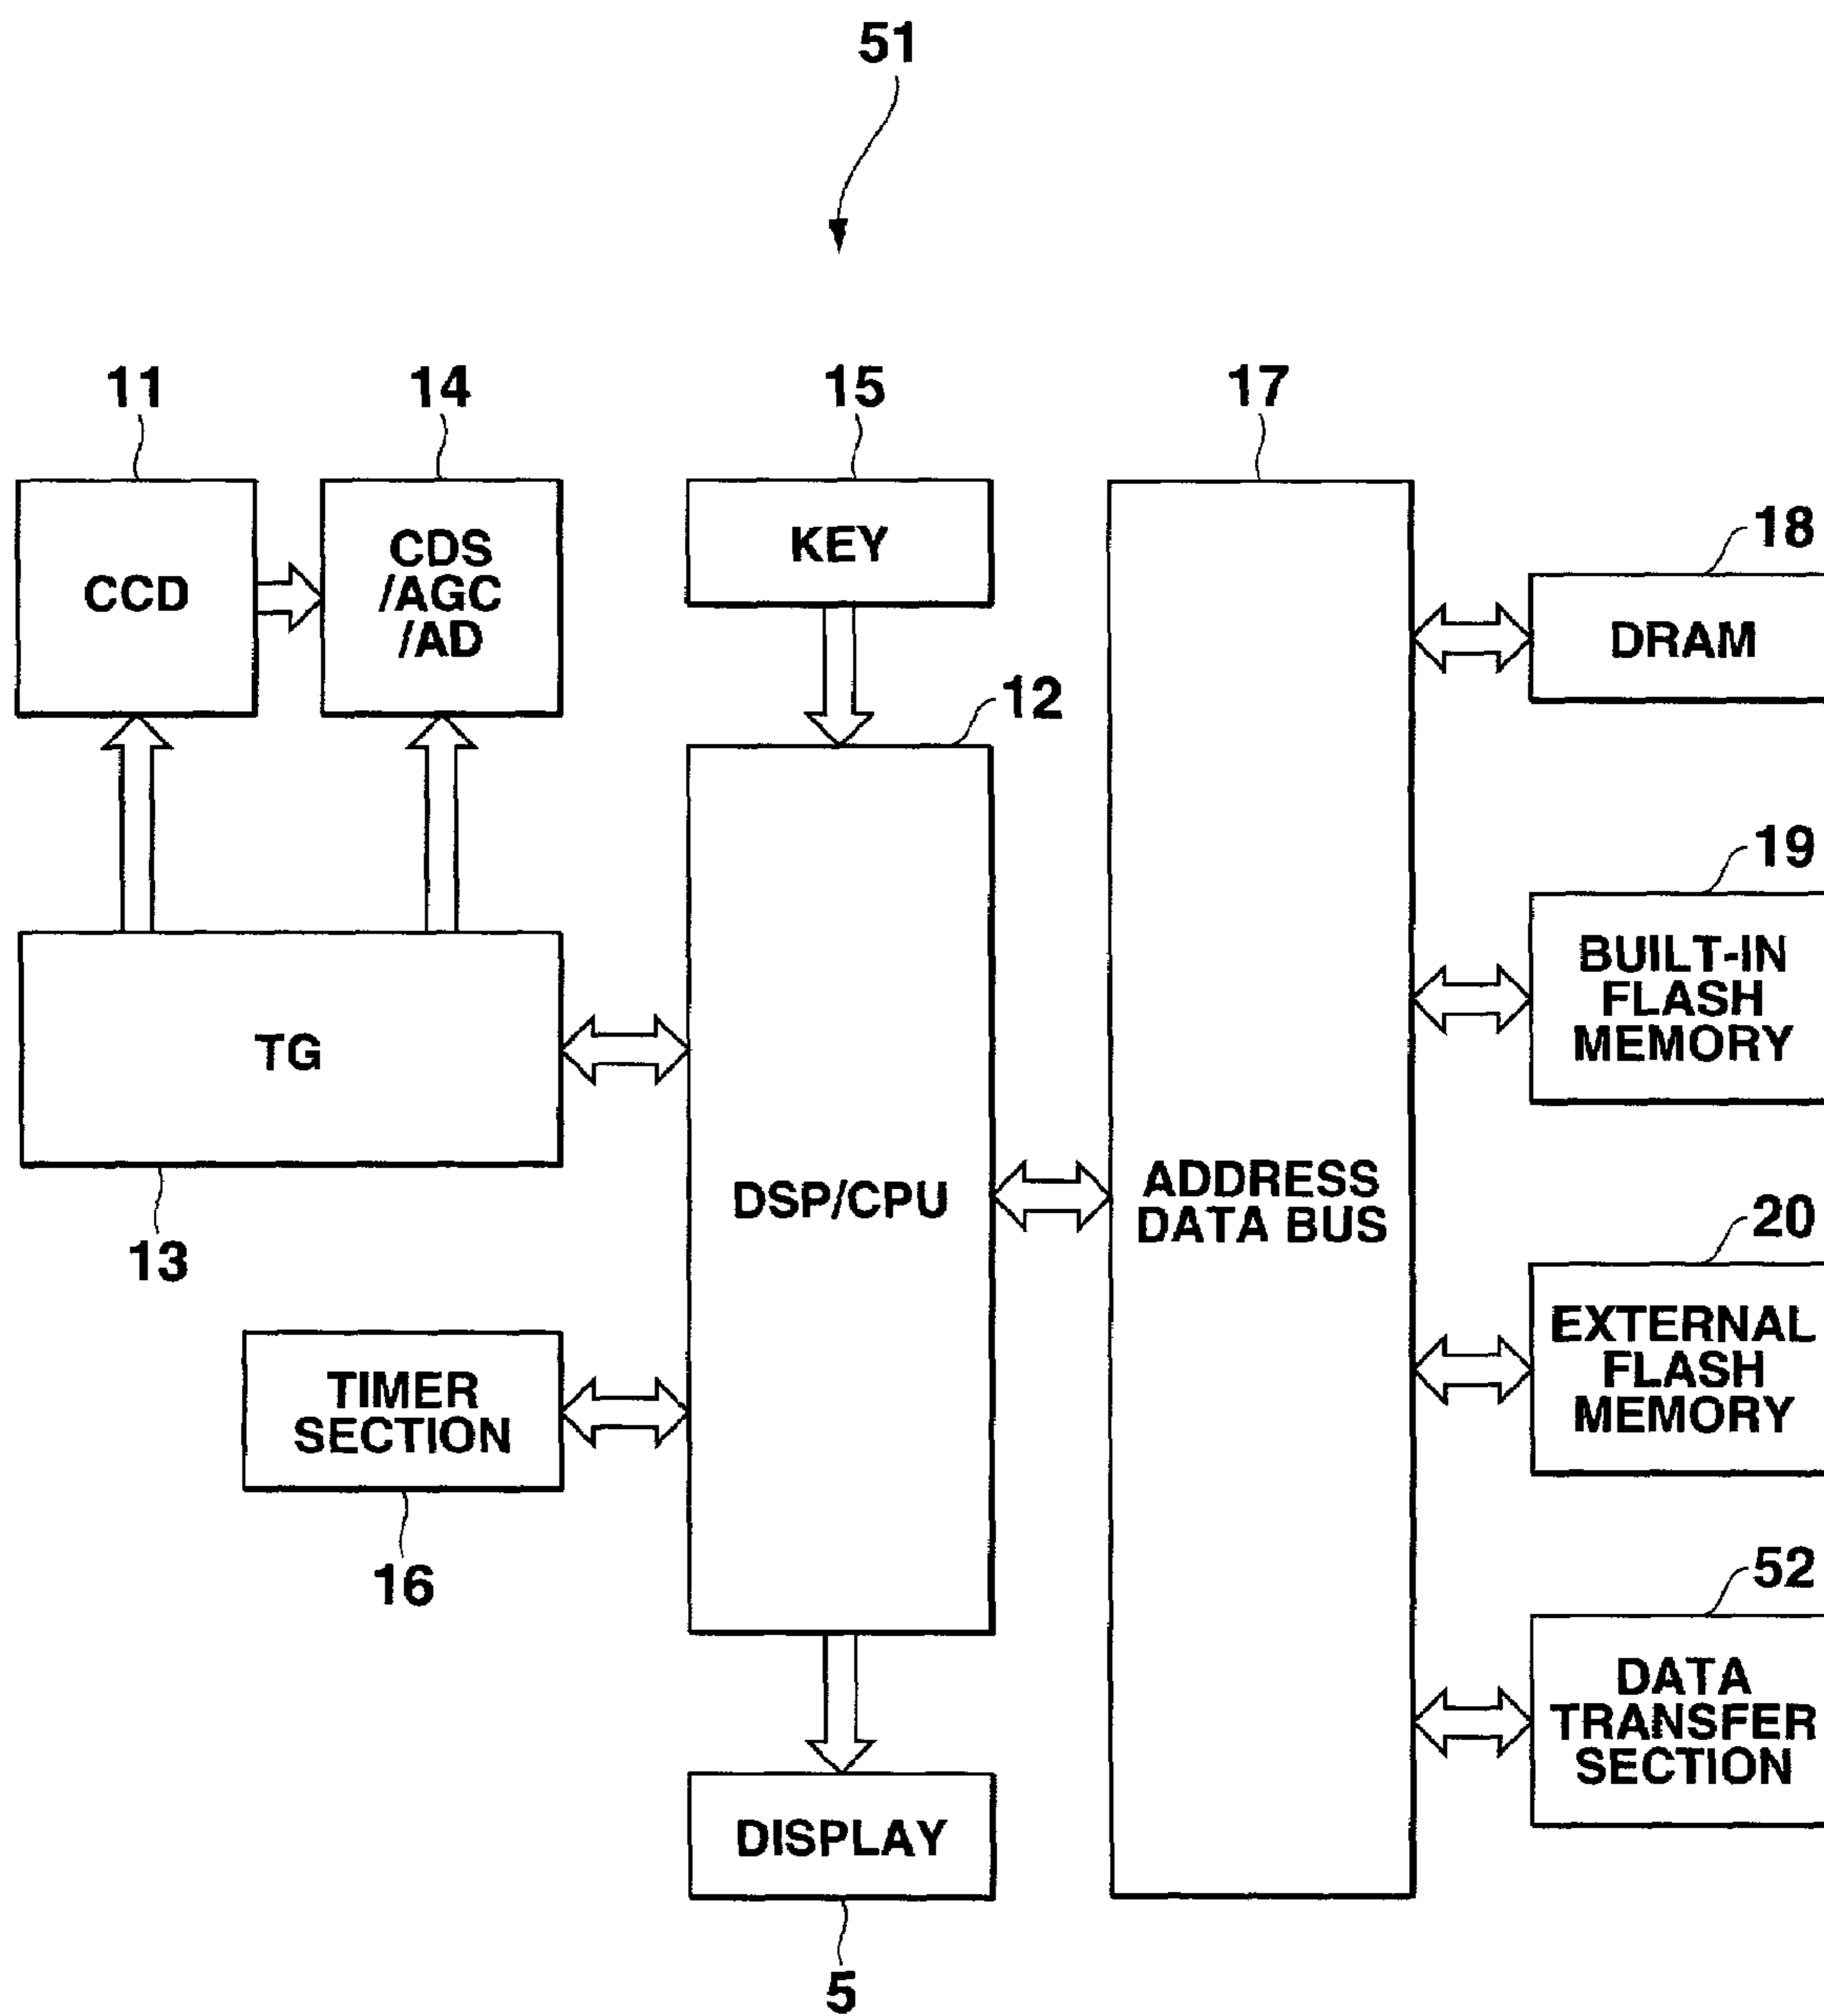 51
11
14
15
17
CCD
CDS
/AGC
/AD
KEY
18
DRAM
12
19
BUILT-IN
FLASH
MEMORY
TG
DSP/CPU
ADDRESS
DATA BUS
13
20
EXTERNAL
FLASH
MEMORY
TIMER
SECTION
16
52
DATA
TRANSFER
SECTION
DISPLAY
5